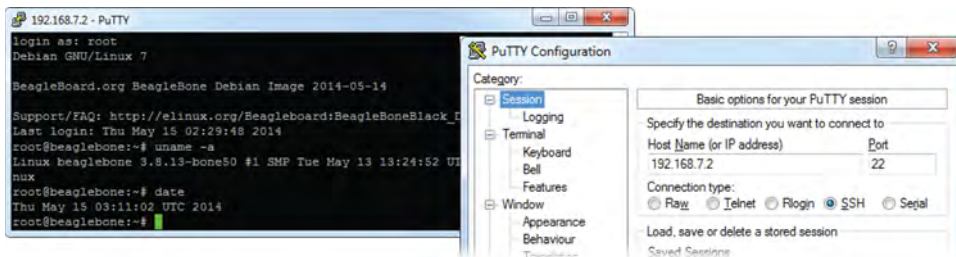 192.168.7.2 - PuTTY
login as: root
Debian GNU/Linux 7
BeagleBoard.org BeagleBone Debian Image 2014-05-14
Support/FAQ: http://elinux.org/Beagleboard:BeagleBoneBlack_D
Last login: Thu May 15 02:29:48 2014
root@beaglebone:~# uname -a
Linux beaglebone 3.8.13-bone50 #1 SMP Tue May 13 13:24:52 UT
nux
root@beaglebone:~# date
Thu May 15 03:11:02 UTC 2014
root@beaglebone:~#
PuTTY Configuration
Category:
Session
Logging
Terminal
Keyboard
Bell
Features
Window
Appearance
Behaviour
Basic options for your PuTTY session
Specify the destination you want to connect to
Host Name (or IP address) Port
192.168.7.2 22
Connection type:
Raw Telnet Rlogin SSH Serial
Load, save or delete a stored session
Saved Sessions